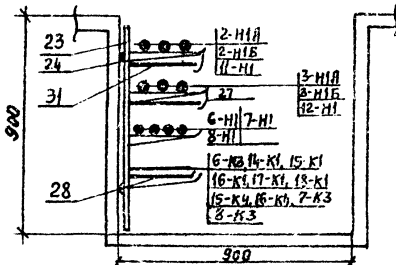 23
2-Н1А
24
2-Н1Б
11-Н1
31
3-Н1А
27
3-Н1Б
12-Н1
900
6-Н1 7-Н1
8-Н1
6-К3, 14-К1, 15-К1
16-К1, 17-К1, 18-К1
28
15-К4, 16-К4, 7-К3
8-К3
900